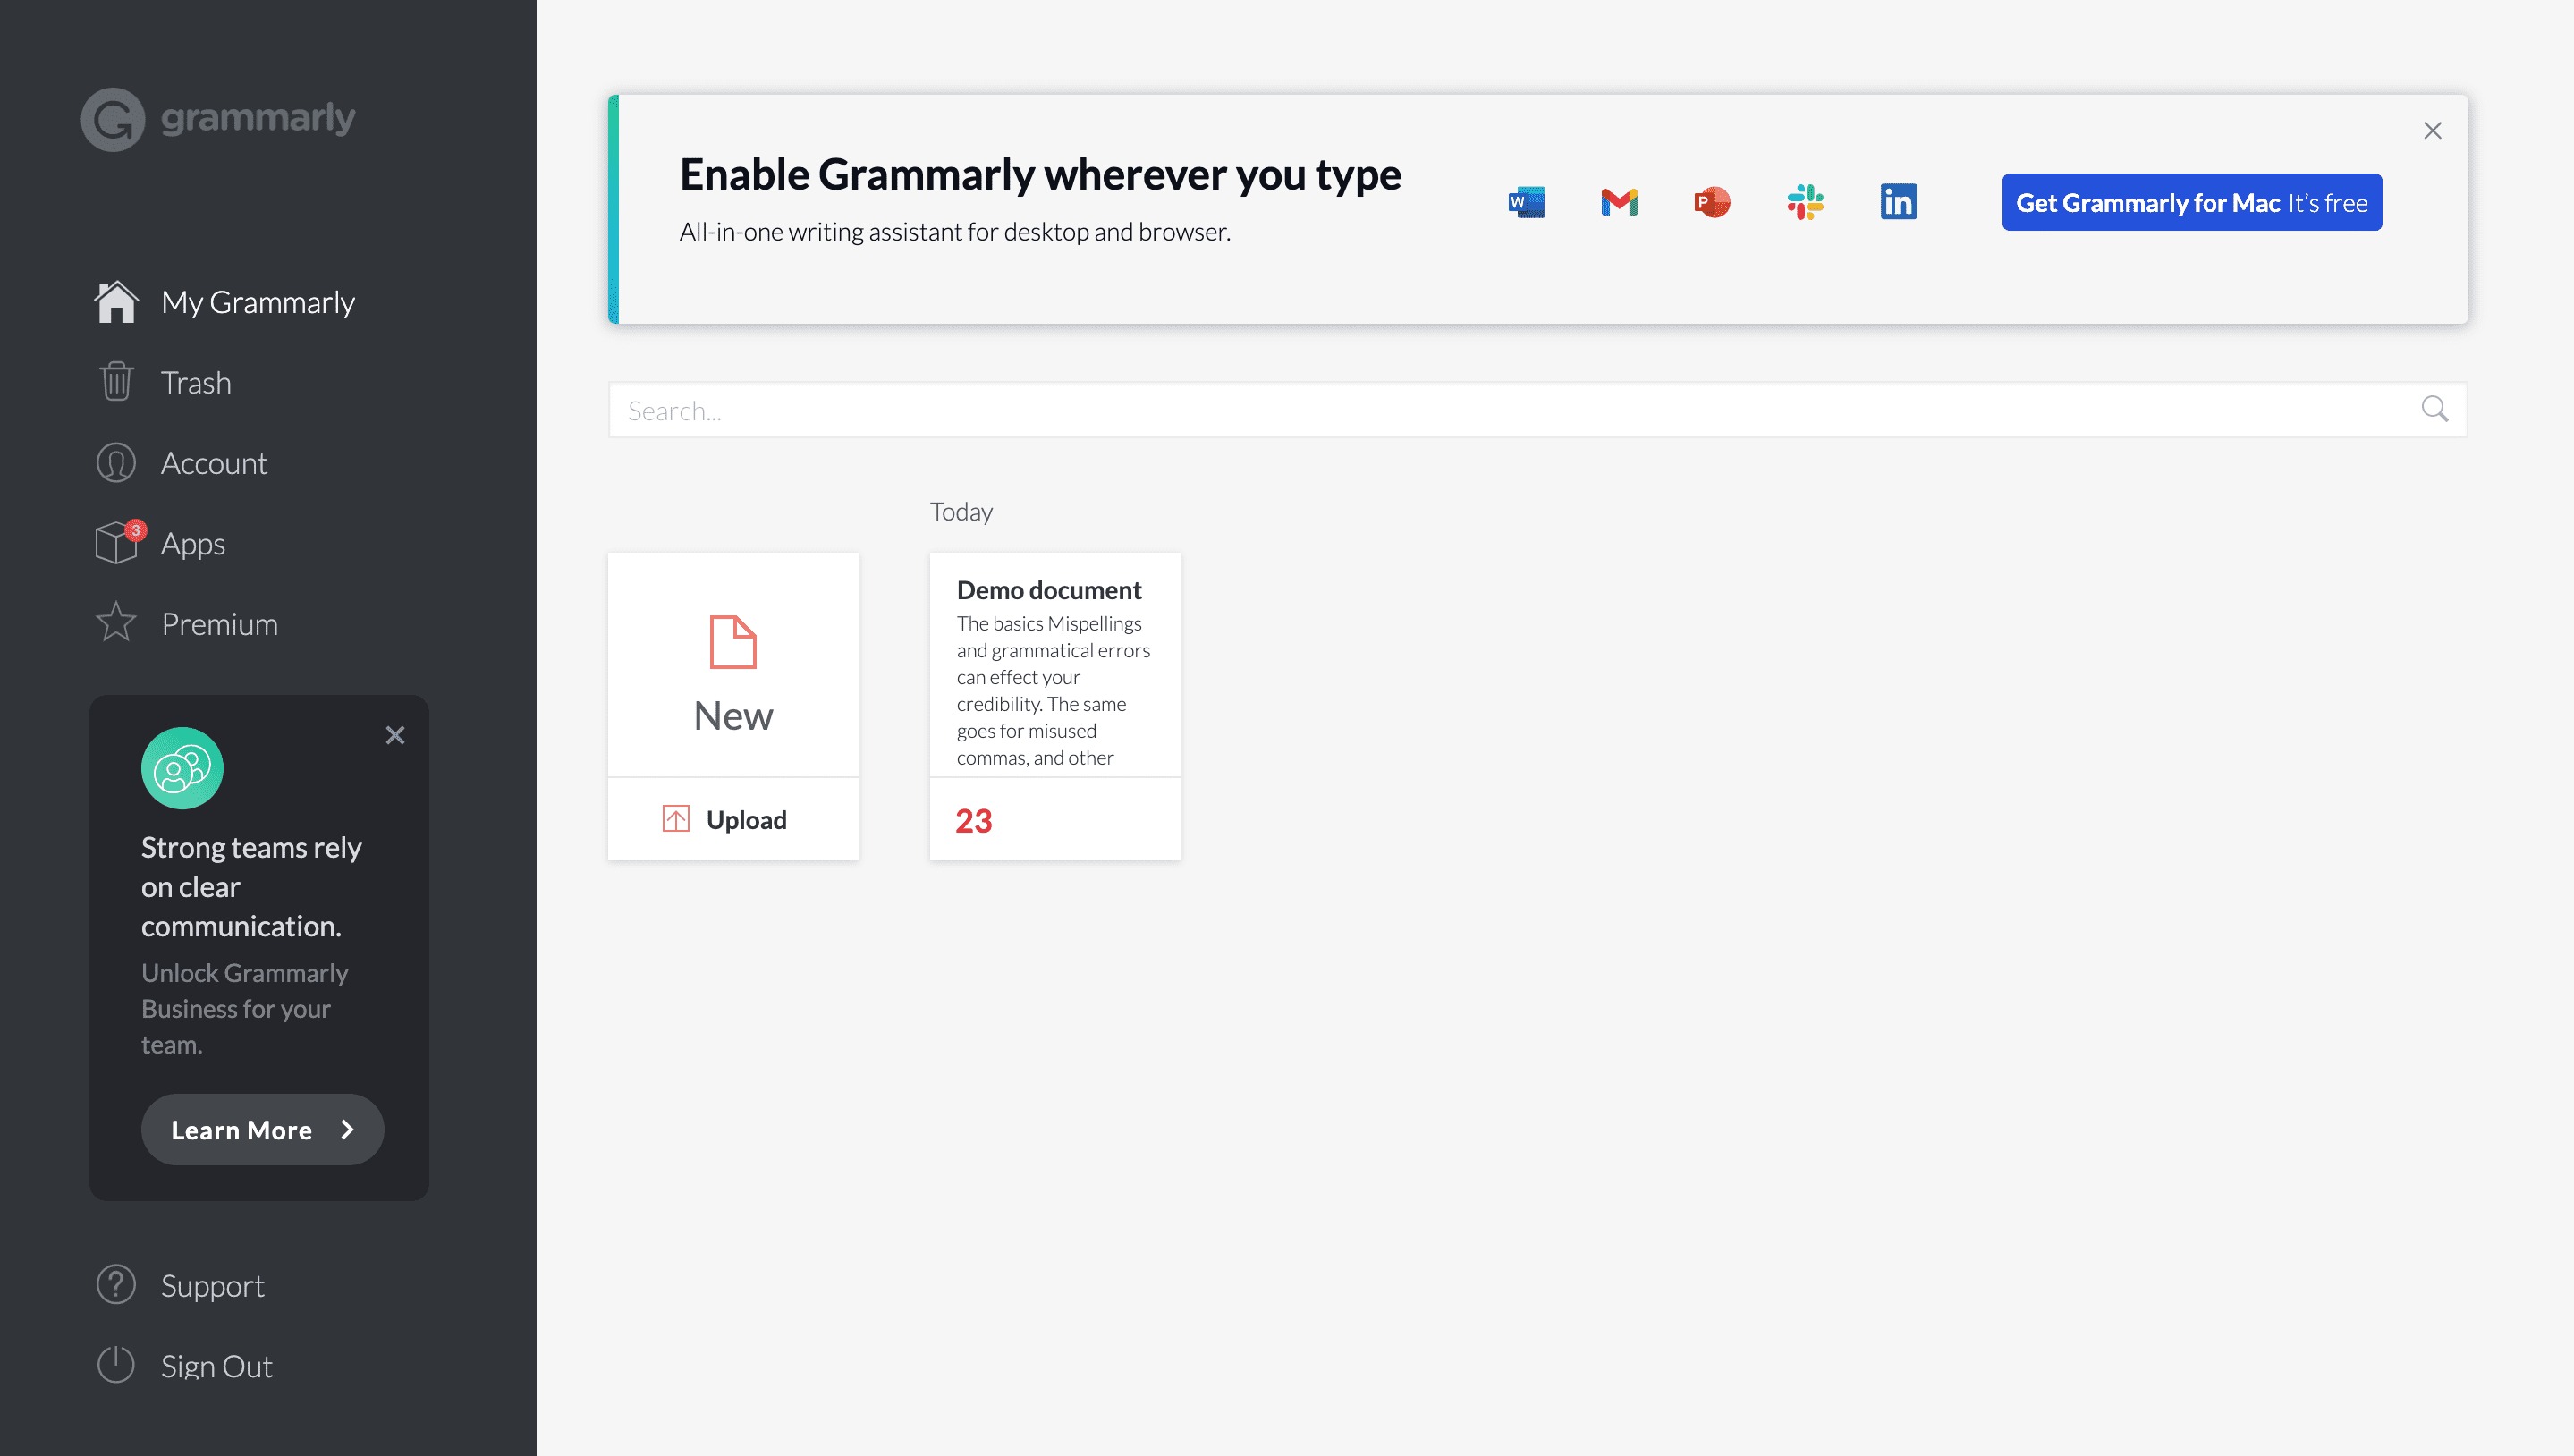 grammarly
My Grammarly
Trash
Account
3
Apps
Premium
Strong teams rely
on clear
communication.
Unlock Grammarly
Business for your
team.
Learn More
Support
Sign Out
Enable Grammarly wherever you type
All-in-one writing assistant for desktop and browser.
W
P
in
Get Grammarly for Mac It's free
Search...
Today
New
Upload
Demo document
The basics Mispellings
and grammatical errors
can effect your
credibility. The same
goes for misused
commas, and other
23